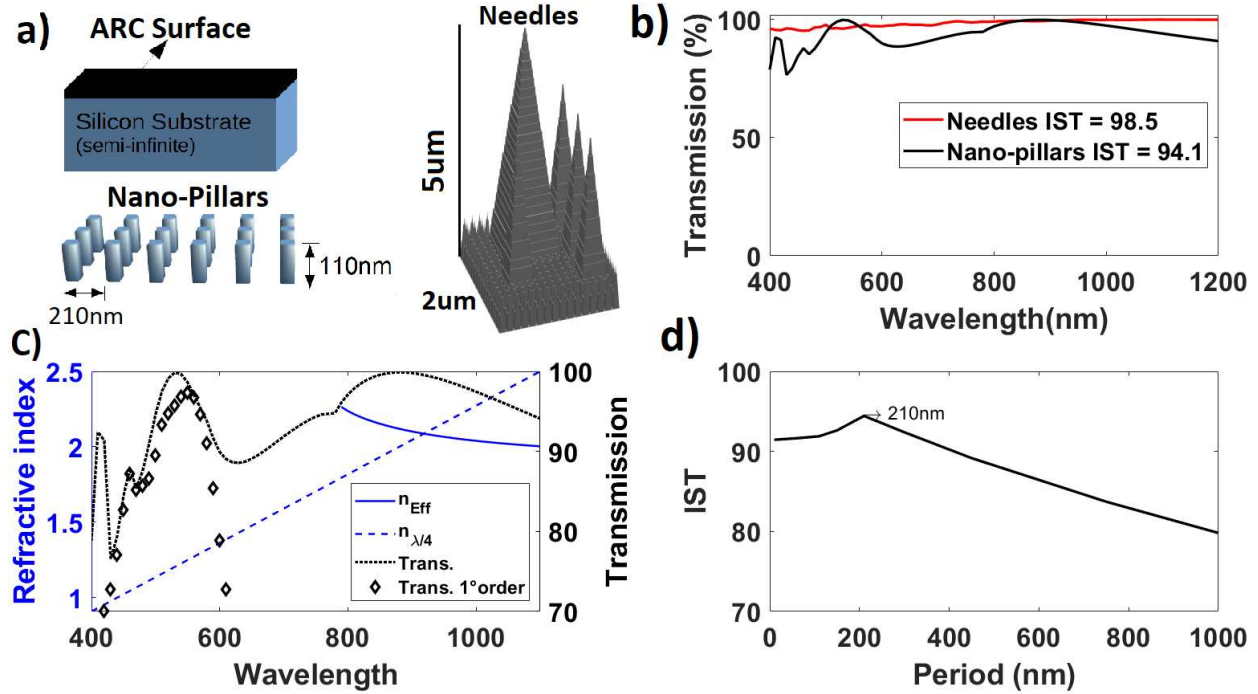 a)
ARC Surface
Silicon Substrate
(semi-infinite)
Nano-Pillars
110nm
210nm
Needles
5um
2um
b)
Transmission (%)
100
50
0
Needles IST = 98.5
Nano-pillars IST = 94.1
400 600 800 1000 1200
Wavelength(nm)
C)
Refractive index
2.5
2
1.5
1
n Eff
n λ/4
Trans.
Trans. 1°order
100
90
80
70
Transmission
400 600 800 1000
Wavelength
d)
IST
100
90
80
70
210nm
0 200 400 600 800 1000
Period (nm)